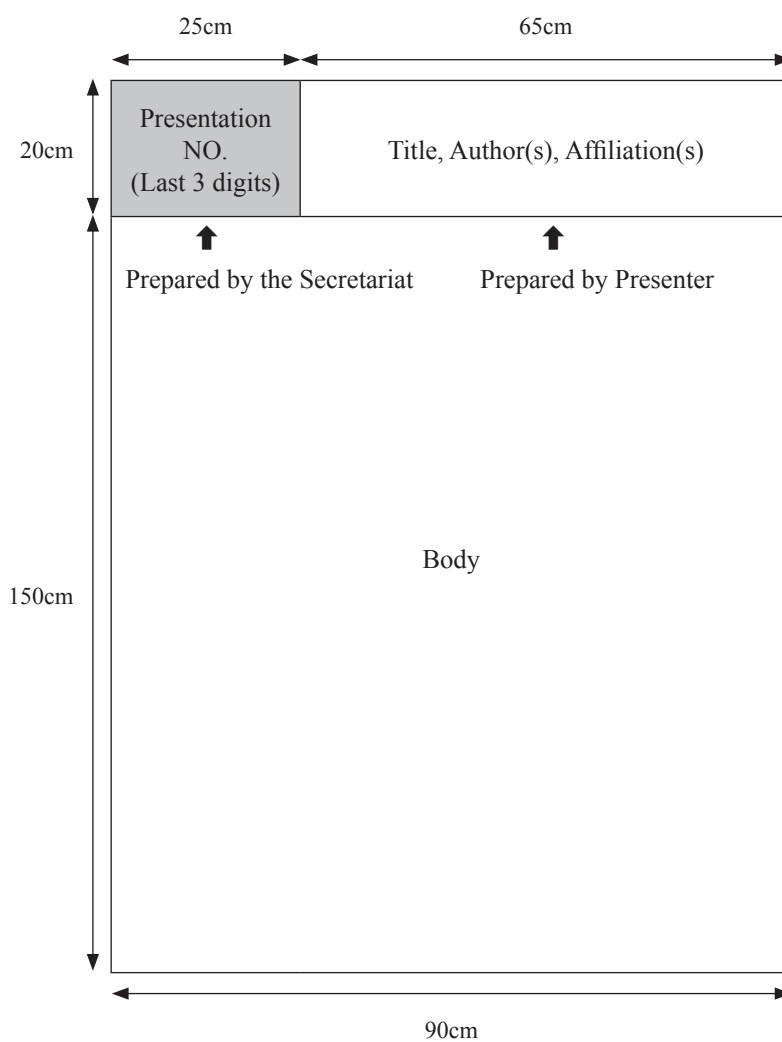 25cm
65cm
20cm
Presentation
NO.
(Last 3 digits)
Title, Author(s), Affiliation(s)
Prepared by the Secretariat
Prepared by Presenter
Body
150cm
90cm